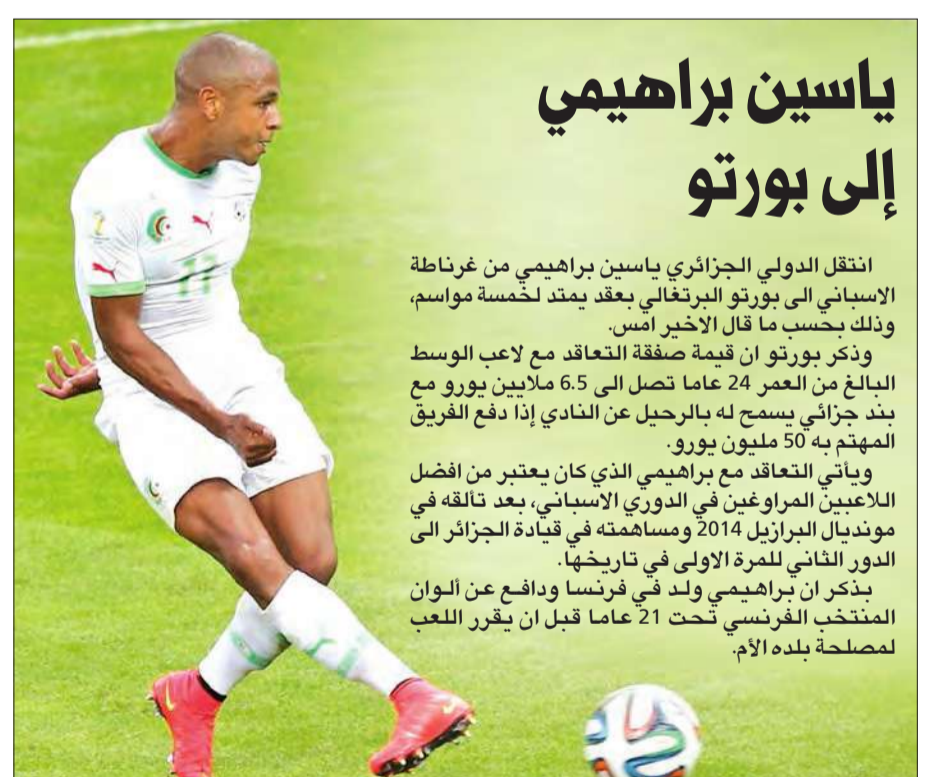 ياسين براهيمي
إلى بورتو
انتقل الدولي الجزائري ياسين براهيمي من غرناطة
الاسباني الى بورتو البرتغالي بعقد يمتد لخمسة مواسم،
وذلك بحسب ما قال الاخير امس.
وذكر بورتو ان قيمة صفقة التعاقد مع لاعب الوسط
البالغ من العمر 24 عاما تصل الى 6.5 ملايين يورو مع
بند جزائي يسمح له بالرحيل عن النادي إذا دفع الفريق
المهتم به 50 مليون يورو.
ويأتي التعاقد مع براهيمي الذي كان يعتبر من افضل
اللاعبين المراوغين في الدوري الاسباني، بعد تألقه في
مونديال البرازيل 2014 ومساهمته في قيادة الجزائر الى
الدور الثاني للمرة الاولى في تاريخها.
بذكر ان براهيمي ولد في فرنسا ودافع عن ألوان
المنتخب الفرنسي تحت 21 عاما قبل ان يقرر اللعب
لمصلحة بلده الأم.
11